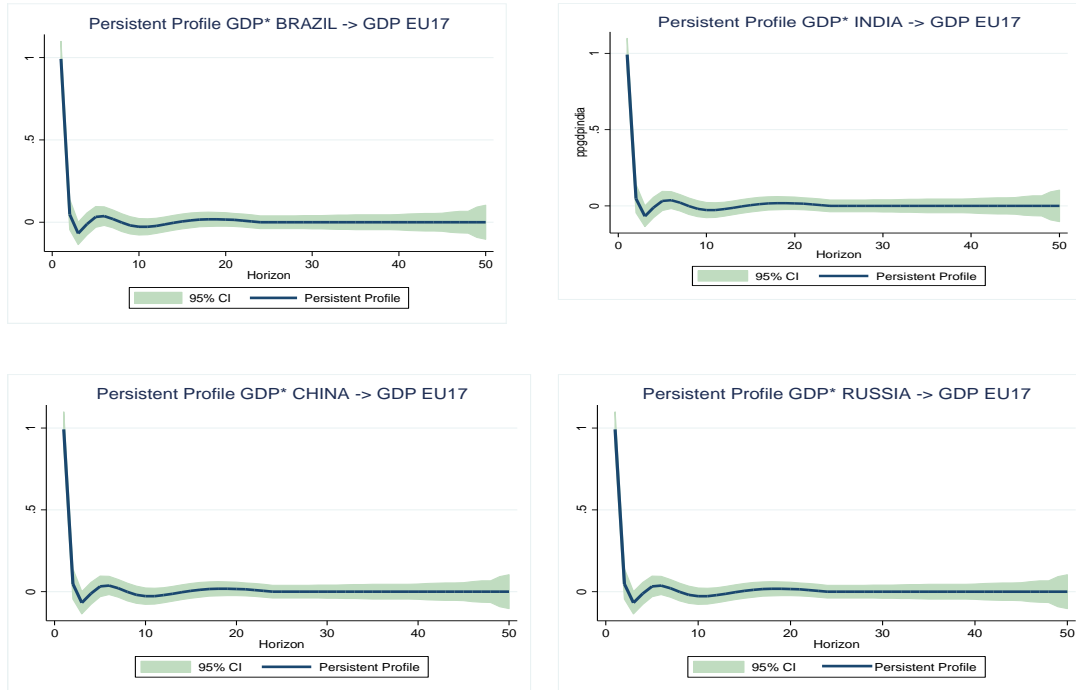 Persistent Profile GDP* BRAZIL -> GDP EU17
1
.5
0
0 10 20 30 40 50
Horizon
95% CI Persistent Profile
Persistent Profile GDP* INDIA -> GDP EU17
ppgdpindia
1
.5
0
0 10 20 30 40 50
Horizon
95% CI Persistent Profile
Persistent Profile GDP* CHINA -> GDP EU17
1
.5
0
0 10 20 30 40 50
Horizon
95% CI Persistent Profile
Persistent Profile GDP* RUSSIA -> GDP EU17
1
.5
0
0 10 20 30 40 50
Horizon
95% CI Persistent Profile